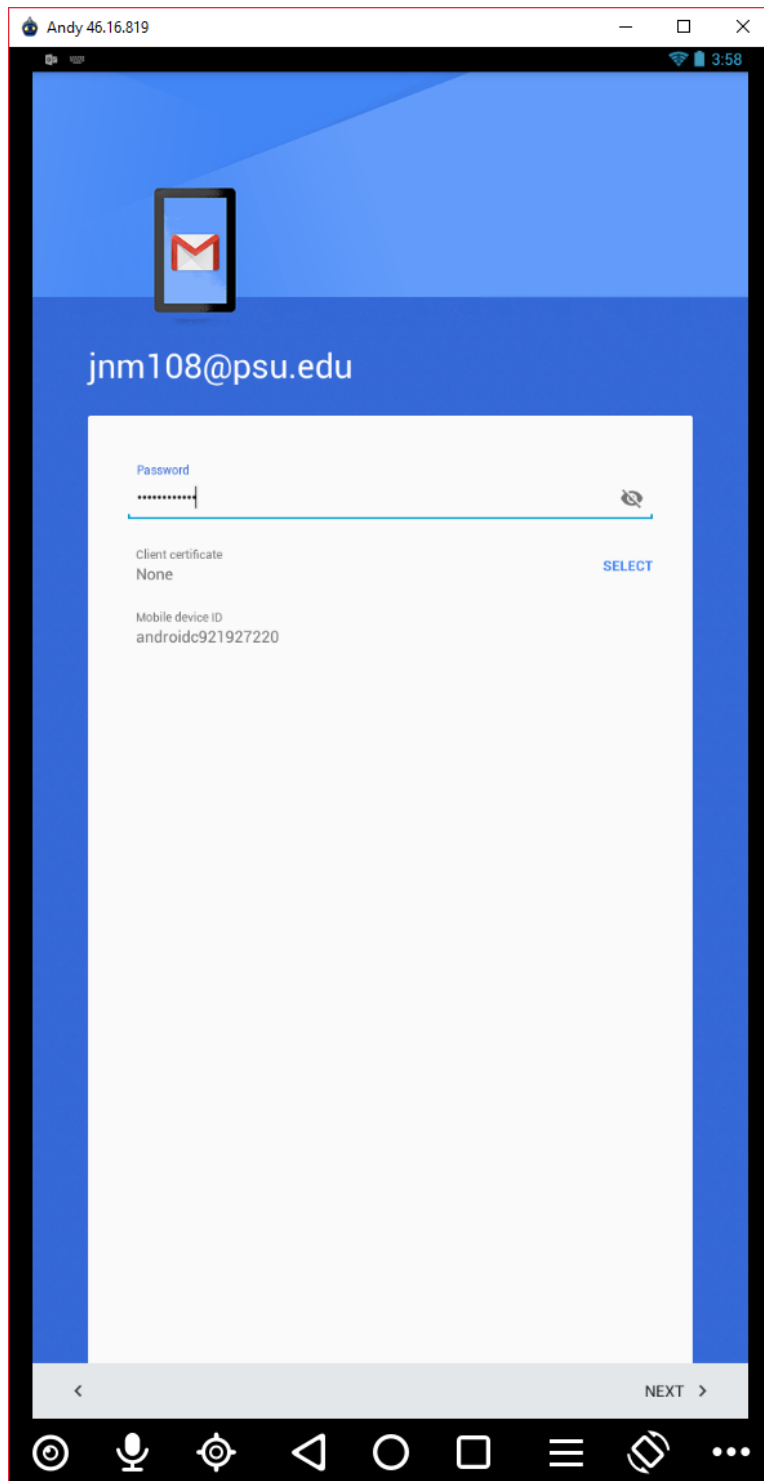 Andy 46.16.819
3:58
jnm108@psu.edu
Password
••••••••••••
Client certificate
None
SELECT
Mobile device ID
androidc921927220
NEXT